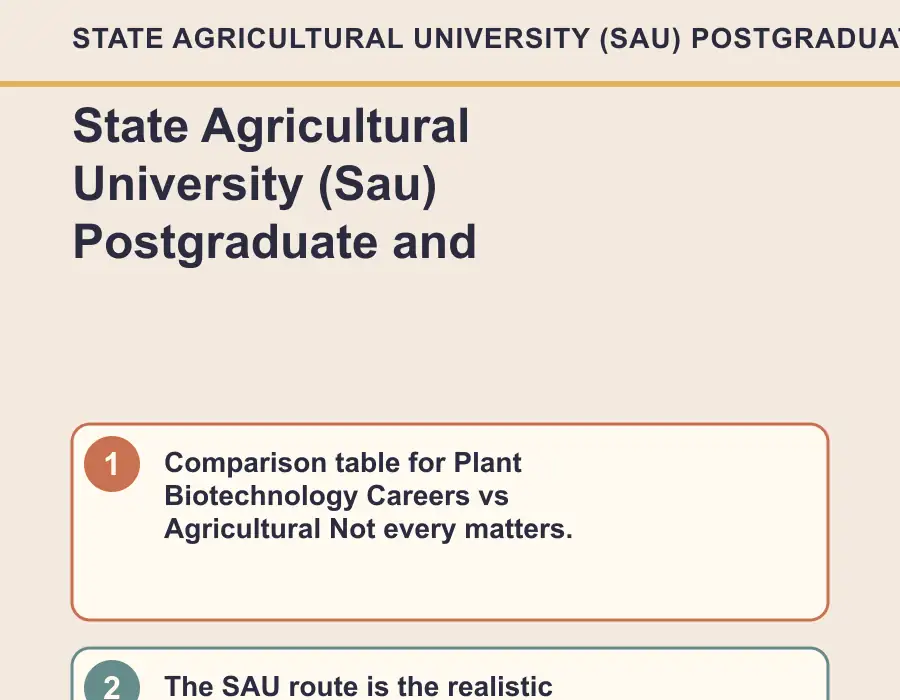 STATE AGRICULTURAL UNIVERSITY (SAU)
State Agricultural
University (Sau)
Postgraduate and
1
Comparison table for Plant
Biotechnology Careers vs
Agricultural Not every matters.
2
The SAU route is the realistic